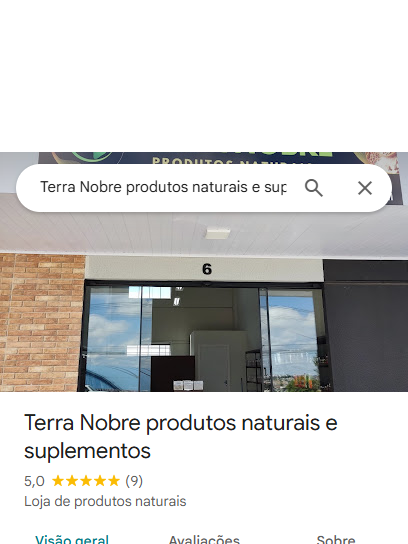 PRODUTOS NATURAIS
Terra Nobre produtos naturais e sup
6
Terra Nobre produtos naturais e
suplementos
5,0 ★★★★★ (9)
Loja de produtos naturais
Visão geral Avaliações Sobre